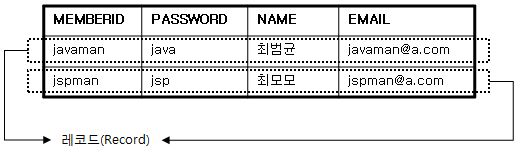 MEMBERID PASSWORD NAME EMAIL
javaman java 최범균 javaman@a.com
jspman jsp 최모모 jspman@a.com
레코드(Record)